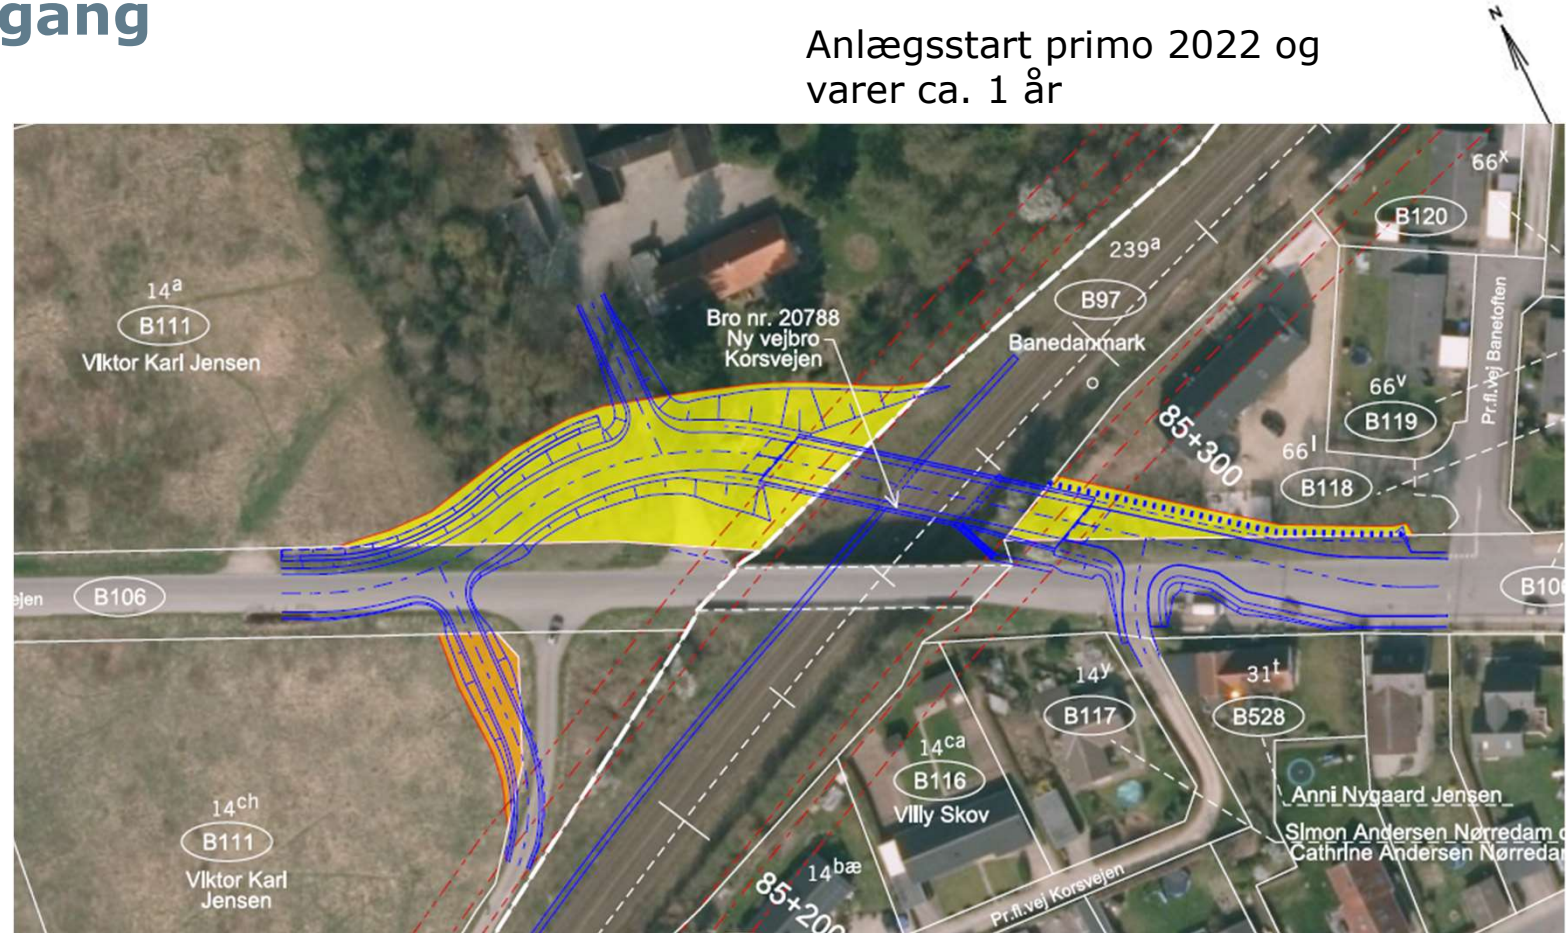 gang
Anlægsstart primo 2022 og
varer ca. 1 år
N
66x
B120
239a
B97
Banedanmark
14a
B111
Viktor Karl Jensen
Bro nr. 20788
Ny vejbro
Korsvejen
Pr.fl.vej Banetoften
66v
B119
85+300
66l
B118
ejen
B106
B10
14y
B117
31t
B528
14ca
B116
Villy Skov
Anni Nygaard Jensen
Simon Andersen Nørredam o
Cathrine Andersen Nørreda
14ch
B111
Viktor Karl
Jensen
14bæ
85+200
Pr.fl.vej Korsvejen